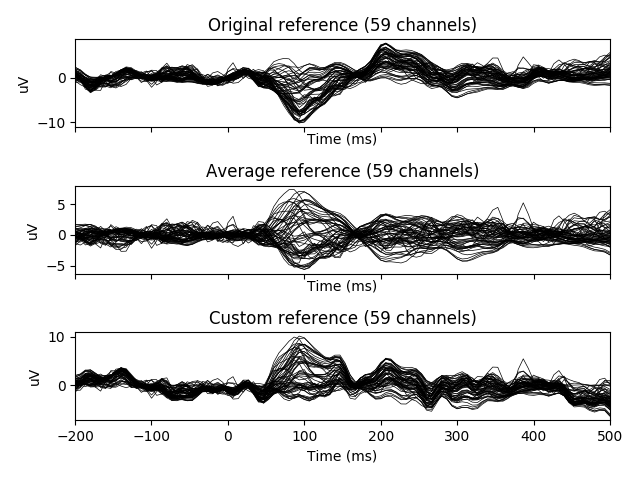 Original reference (59 channels)
uV
0
−10
Time (ms)
Average reference (59 channels)
uV
5
0
−5
Time (ms)
Custom reference (59 channels)
uV
10
0
−200 −100 0 100 200 300 400 500
Time (ms)